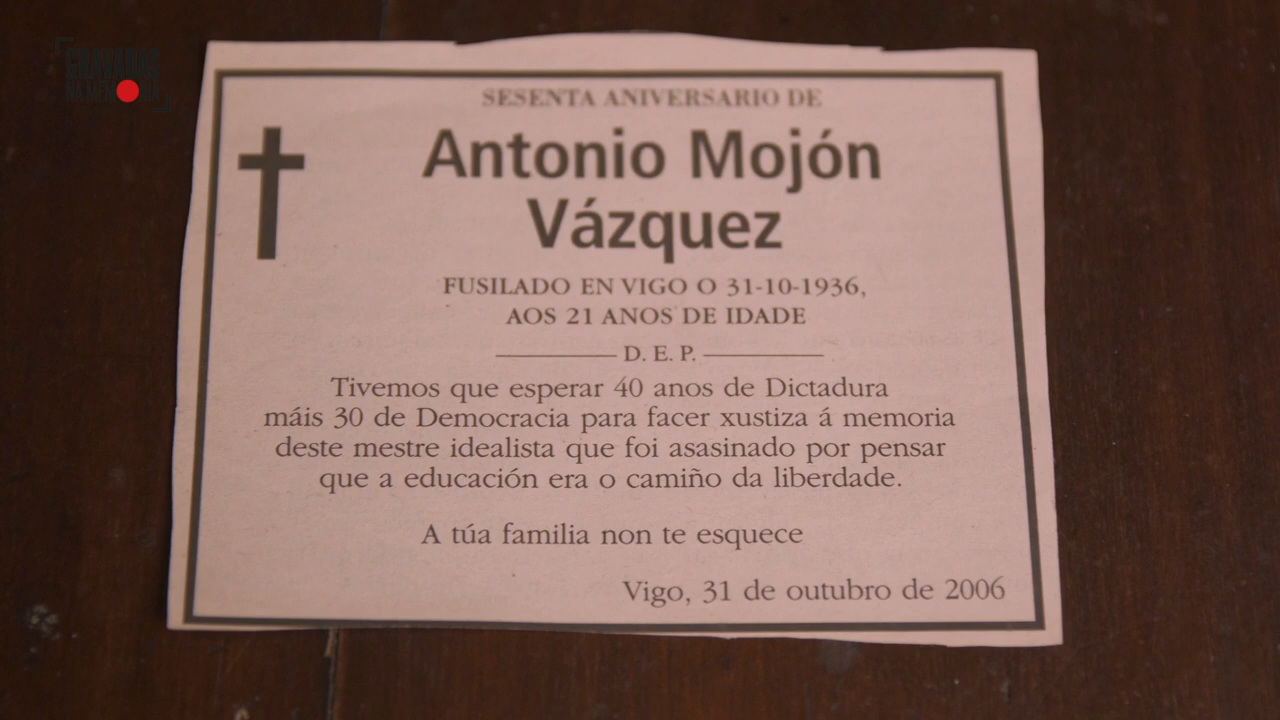 GRAVADAS
NA MEMORIA
SESENTA ANIVERSARIO DE
Antonio Mojón
Vázquez
FUSILADO EN VIGO O 31-10-1936,
AOS 21 ANOS DE IDADE
D. E. P.
Tivemos que esperar 40 anos de Dictadura
máis 30 de Democracia para facer xustiza á memoria
deste mestre idealista que foi asasinado por pensar
que a educación era o camiño da liberdade.
A túa familia non te esquece
Vigo, 31 de outubro de 2006